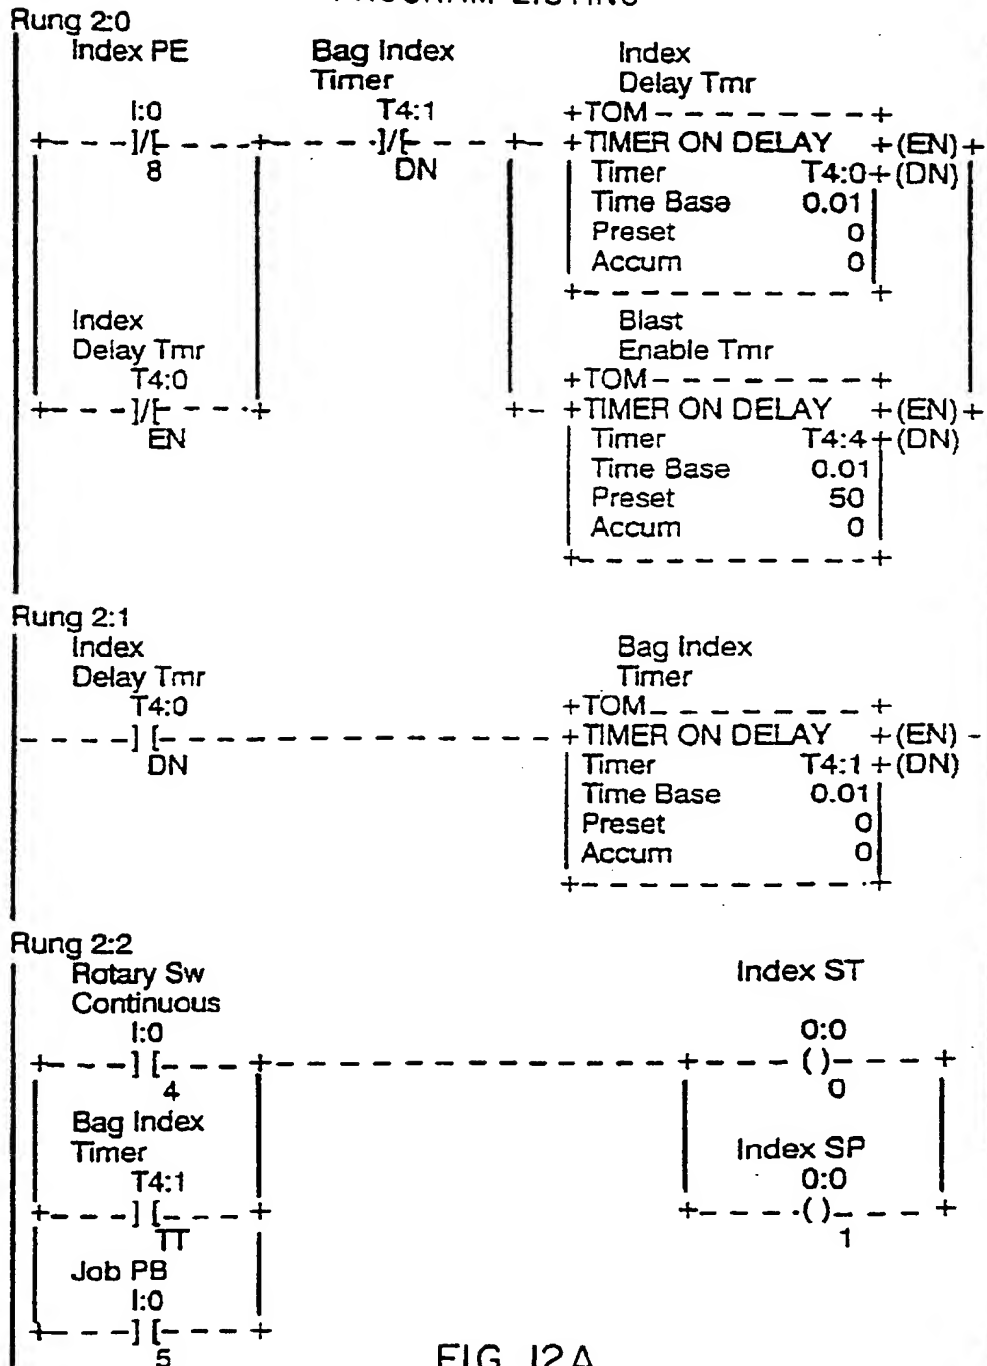 PROGRAM LISTING
Rung 2:0
Index PE Bag Index Index
Timer Delay Tmr
I:0 T4:1 +TOM- - - - - - - -+
+- - -]/[- - - -+- - - -]/[- - - +- +TIMER ON DELAY +(EN)+
8 DN Timer T4:0+(DN)
Time Base 0.01
Preset 0
Accum 0
+- - - - - - - - - - +
Index Blast
Delay Tmr Enable Tmr
T4:0 +TOM- - - - - - - -+
+- - -]/[- - - -+ +- +TIMER ON DELAY +(EN)+
EN Timer T4:4+(DN)
Time Base 0.01
Preset 50
Accum 0
+- - - - - - - - - - -+
Rung 2:1
Index Bag Index
Delay Tmr Timer
T4:0 +TOM- - - - - - - - +
- - - -] [- - - - - - - - - - - - - - - +TIMER ON DELAY +(EN) -
DN Timer T4:1+(DN)
Time Base 0.01
Preset 0
Accum 0
+- - - - - - - - - - -+
Rung 2:2
Rotary Sw Index ST
Continuous
I:0 0:0
+- - -] [- - - +- - - - - - - - - - - - - +- - - -( )- - - +
4 0
Bag Index
Timer Index SP
T4:1 0:0
+- - -] [- - - + +- - - -( )- - - +
TT 1
Job PB
I:0
+- - -] [- - - +
5
FIG. 12A